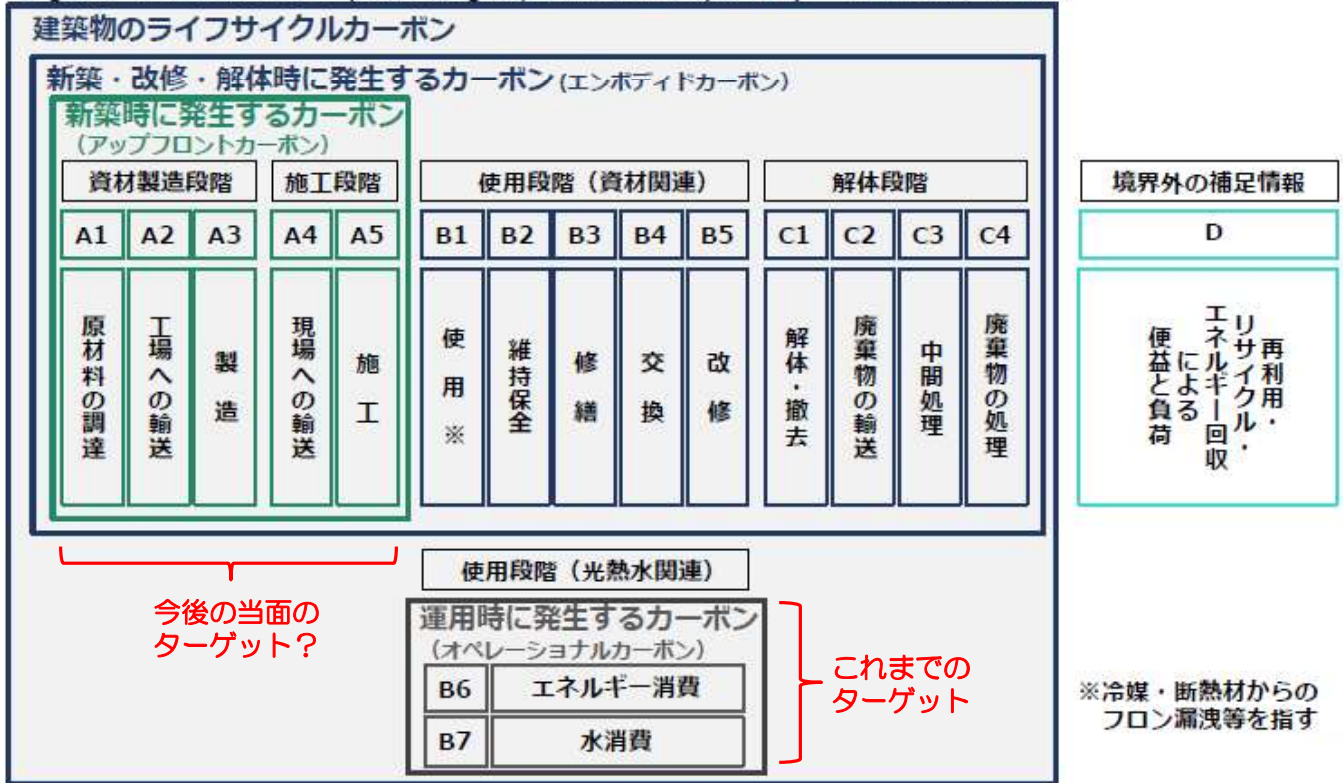 建築物のライフサイクルカーボン
新築・改修・解体時に発生するカーボン(エンボディドカーボン)
新築時に発生するカーボン
(アップフロントカーボン)
資材製造段階
施工段階
使用段階（資材関連）
解体段階
境界外の補足情報
A1
A2
A3
A4
A5
B1
B2
B3
B4
B5
C1
C2
C3
C4
D
原材料の調達
工場への輸送
製造
現場への輸送
施工
使用※
維持保全
修繕
交換
改修
解体・撤去
廃棄物の輸送
中間処理
廃棄物の処理
再利用・
リサイクル・
エネルギー回収
による
便益と負荷
今後の当面の
ターゲット？
使用段階（光熱水関連）
運用時に発生するカーボン
(オペレーショナルカーボン)
B6
エネルギー消費
B7
水消費
これまでの
ターゲット
※冷媒・断熱材からの
フロン漏洩等を指す